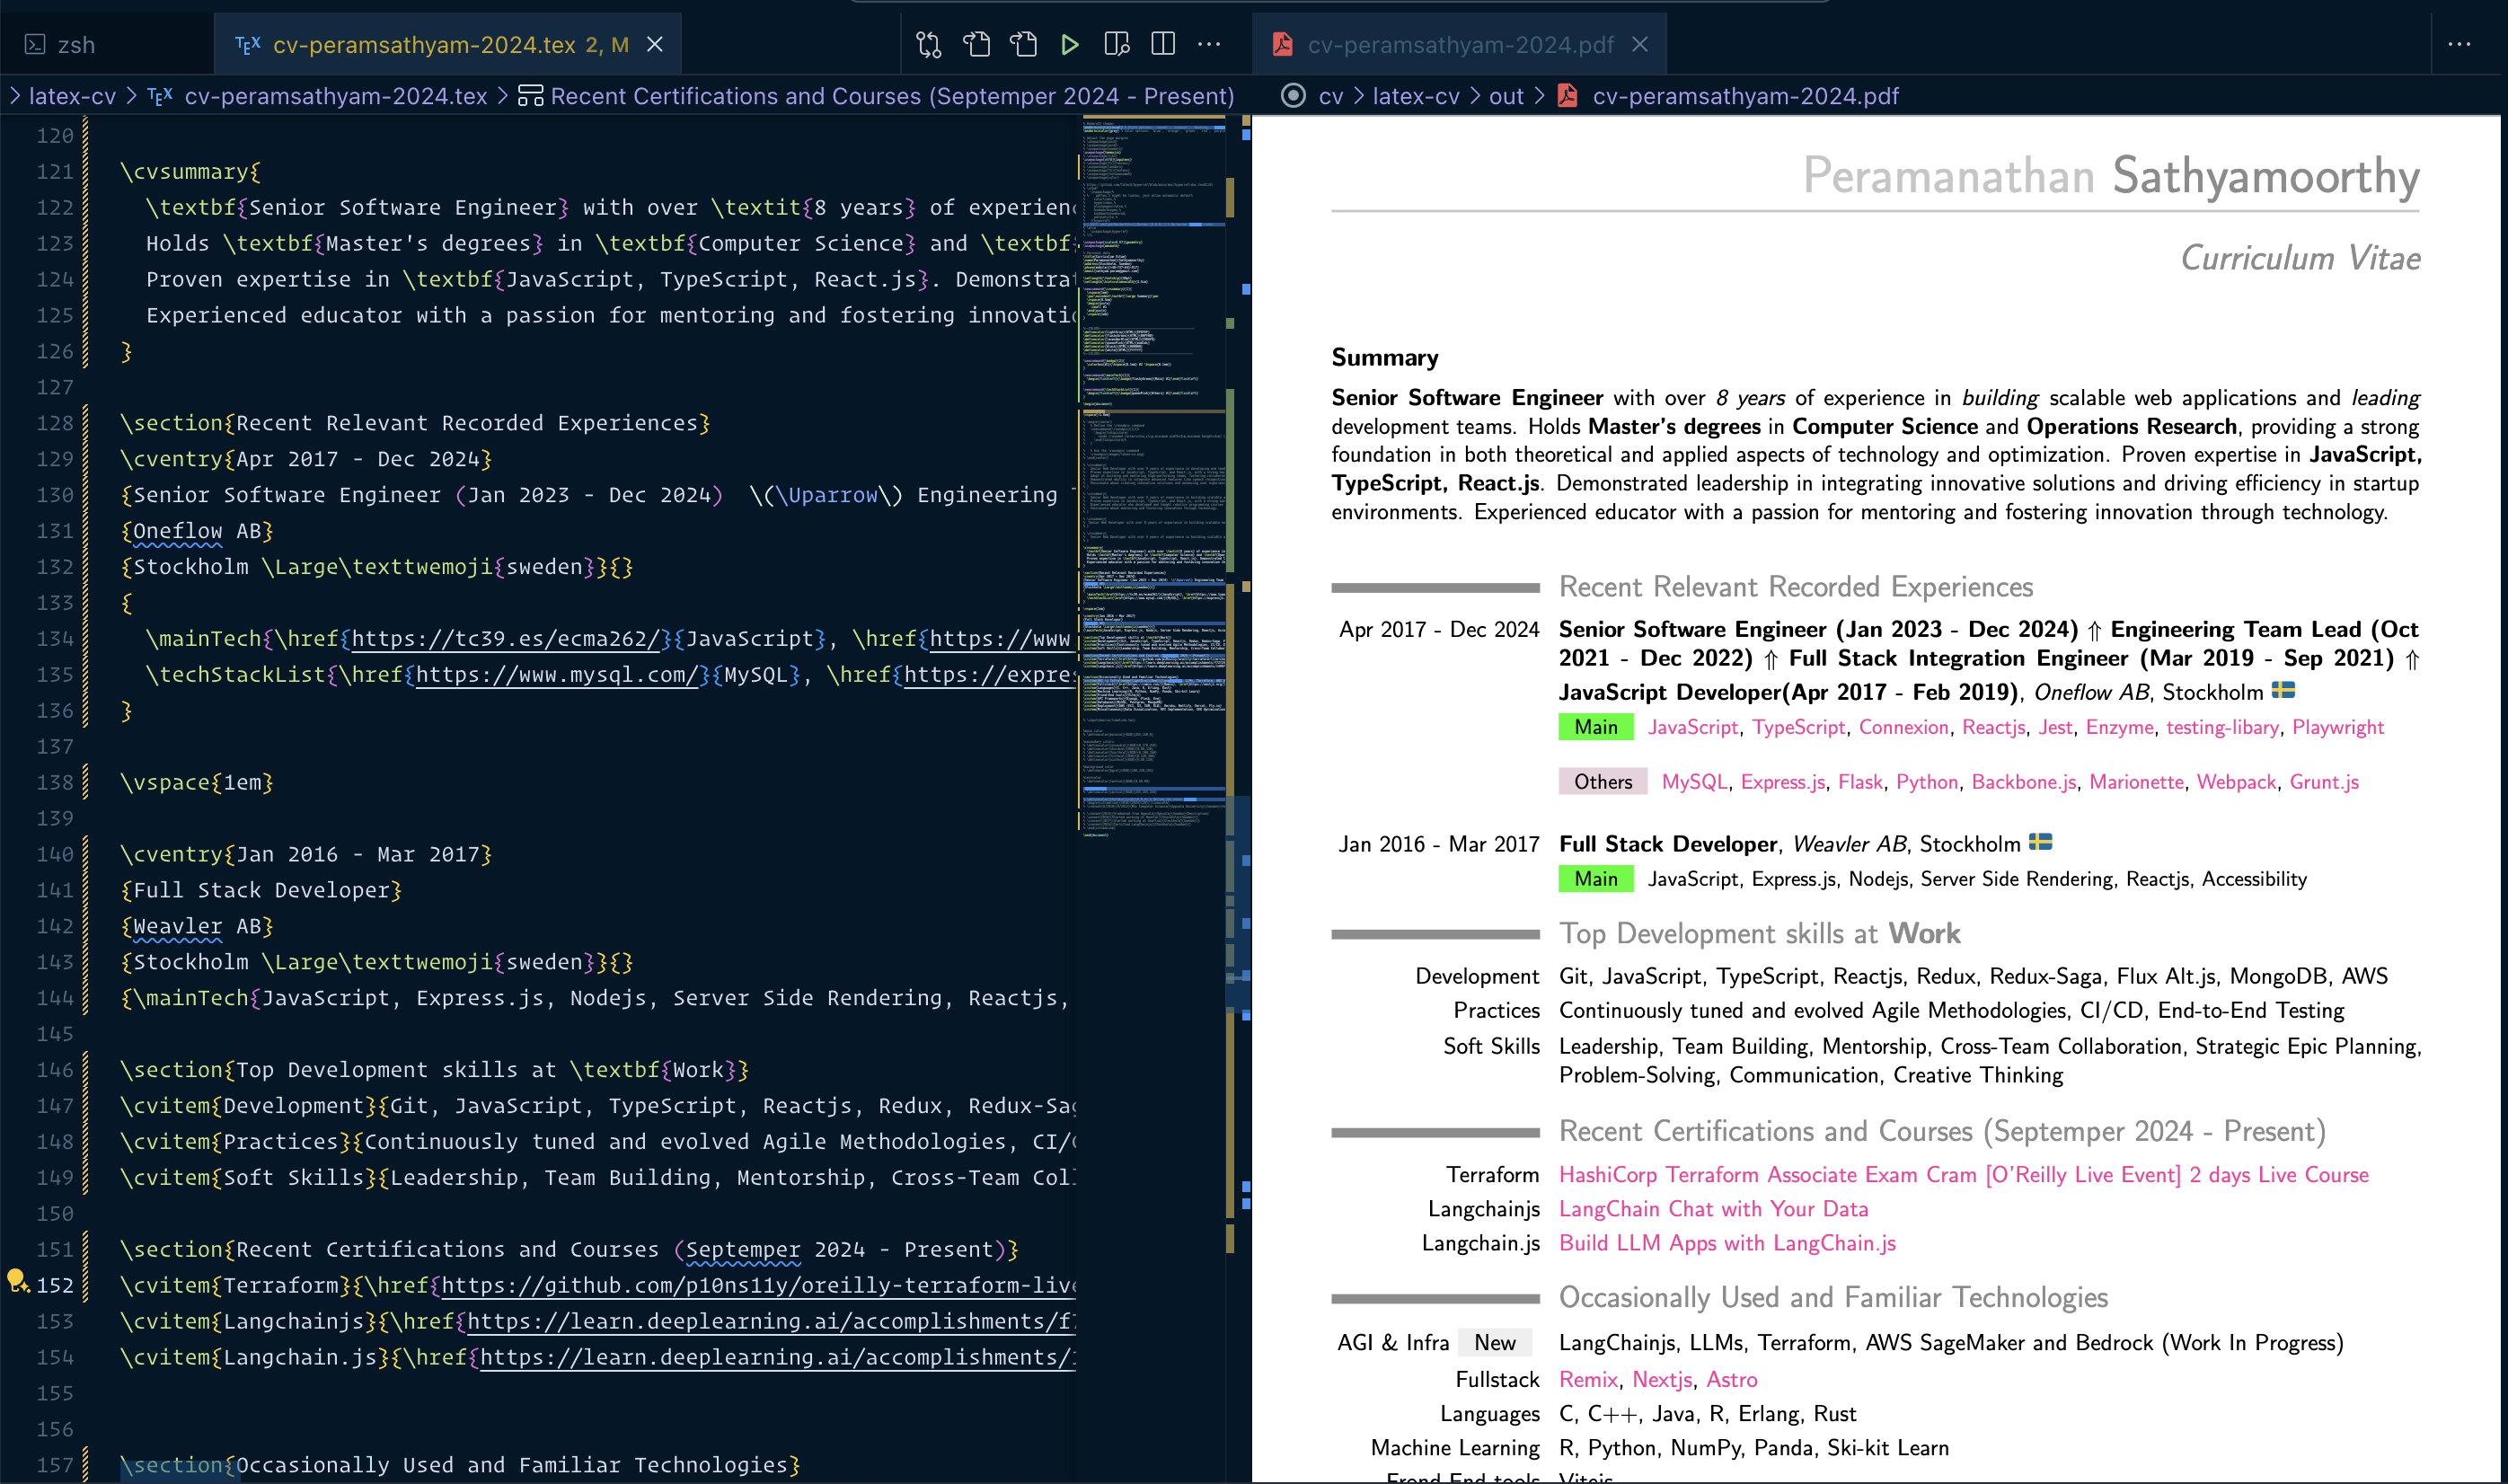 zsh
TEX cv-peramsathyam-2024.tex 2, M
cv-peramsathyam-2024.pdf
latex-cv > TEX cv-peramsathyam-2024.tex > Recent Certifications and Courses (Septemper 2024 - Present)
cv > latex-cv > out > cv-peramsathyam-2024.pdf
120
121 \cvsummary{
122 \textbf{Senior Software Engineer} with over \textit{8 years} of experienc
123 Holds \textbf{Master's degrees} in \textbf{Computer Science} and \textbf{
124 Proven expertise in \textbf{JavaScript, TypeScript, React.js}. Demonstrat
125 Experienced educator with a passion for mentoring and fostering innovatio
126 }
127
128 \section{Recent Relevant Recorded Experiences}
129 \cventry{Apr 2017 - Dec 2024}
130 {Senior Software Engineer (Jan 2023 - Dec 2024) \(\Uparrow\) Engineering T
131 {Oneflow AB}
132 {Stockholm \Large\texttwemoji{sweden}}{}
133 {
134 \mainTech{\href{https://tc39.es/ecma262/}{JavaScript}, \href{https://www
135 \techStackList{\href{https://www.mysql.com/}{MySQL}, \href{https://expres
136 }
137
138 \vspace{1em}
139
140 \cventry{Jan 2016 - Mar 2017}
141 {Full Stack Developer}
142 {Weavler AB}
143 {Stockholm \Large\texttwemoji{sweden}}{}
144 {\mainTech{JavaScript, Express.js, Nodejs, Server Side Rendering, Reactjs,
145
146 \section{Top Development skills at \textbf{Work}}
147 \cvitem{Development}{Git, JavaScript, TypeScript, Reactjs, Redux, Redux-Sag
148 \cvitem{Practices}{Continuously tuned and evolved Agile Methodologies, CI/C
149 \cvitem{Soft Skills}{Leadership, Team Building, Mentorship, Cross-Team Coll
150
151 \section{Recent Certifications and Courses (Septemper 2024 - Present)}
152 \cvitem{Terraform}{\href{https://github.com/p10ns11y/oreilly-terraform-live
153 \cvitem{Langchainjs}{\href{https://learn.deeplearning.ai/accomplishments/f7
154 \cvitem{Langchain.js}{\href{https://learn.deeplearning.ai/accomplishments/
155
156
157 \section{Occasionally Used and Familiar Technologies}
Peramanathan Sathyamoorthy
Curriculum Vitae
Summary
Senior Software Engineer with over 8 years of experience in building scalable web applications and leading
development teams. Holds Master's degrees in Computer Science and Operations Research, providing a strong
foundation in both theoretical and applied aspects of technology and optimization. Proven expertise in JavaScript,
TypeScript, React.js. Demonstrated leadership in integrating innovative solutions and driving efficiency in startup
environments. Experienced educator with a passion for mentoring and fostering innovation through technology.
Recent Relevant Recorded Experiences
Apr 2017 - Dec 2024 Senior Software Engineer (Jan 2023 - Dec 2024) ⇑ Engineering Team Lead (Oct
2021 - Dec 2022) ⇑ Full Stack Integration Engineer (Mar 2019 - Sep 2021) ⇑
JavaScript Developer(Apr 2017 - Feb 2019), Oneflow AB, Stockholm
Main JavaScript, TypeScript, Connexion, Reactjs, Jest, Enzyme, testing-libary, Playwright
Others MySQL, Express.js, Flask, Python, Backbone.js, Marionette, Webpack, Grunt.js
Jan 2016 - Mar 2017 Full Stack Developer, Weavler AB, Stockholm
Main JavaScript, Express.js, Nodejs, Server Side Rendering, Reactjs, Accessibility
Top Development skills at Work
Development Git, JavaScript, TypeScript, Reactjs, Redux, Redux-Saga, Flux Alt.js, MongoDB, AWS
Practices Continuously tuned and evolved Agile Methodologies, CI/CD, End-to-End Testing
Soft Skills Leadership, Team Building, Mentorship, Cross-Team Collaboration, Strategic Epic Planning,
Problem-Solving, Communication, Creative Thinking
Recent Certifications and Courses (Septemper 2024 - Present)
Terraform HashiCorp Terraform Associate Exam Cram [O'Reilly Live Event] 2 days Live Course
Langchainjs LangChain Chat with Your Data
Langchain.js Build LLM Apps with LangChain.js
Occasionally Used and Familiar Technologies
AGI & Infra New LangChainjs, LLMs, Terraform, AWS SageMaker and Bedrock (Work In Progress)
Fullstack Remix, Nextjs, Astro
Languages C, C++, Java, R, Erlang, Rust
Machine Learning R, Python, NumPy, Panda, Ski-kit Learn
Frond End tools Vitejs